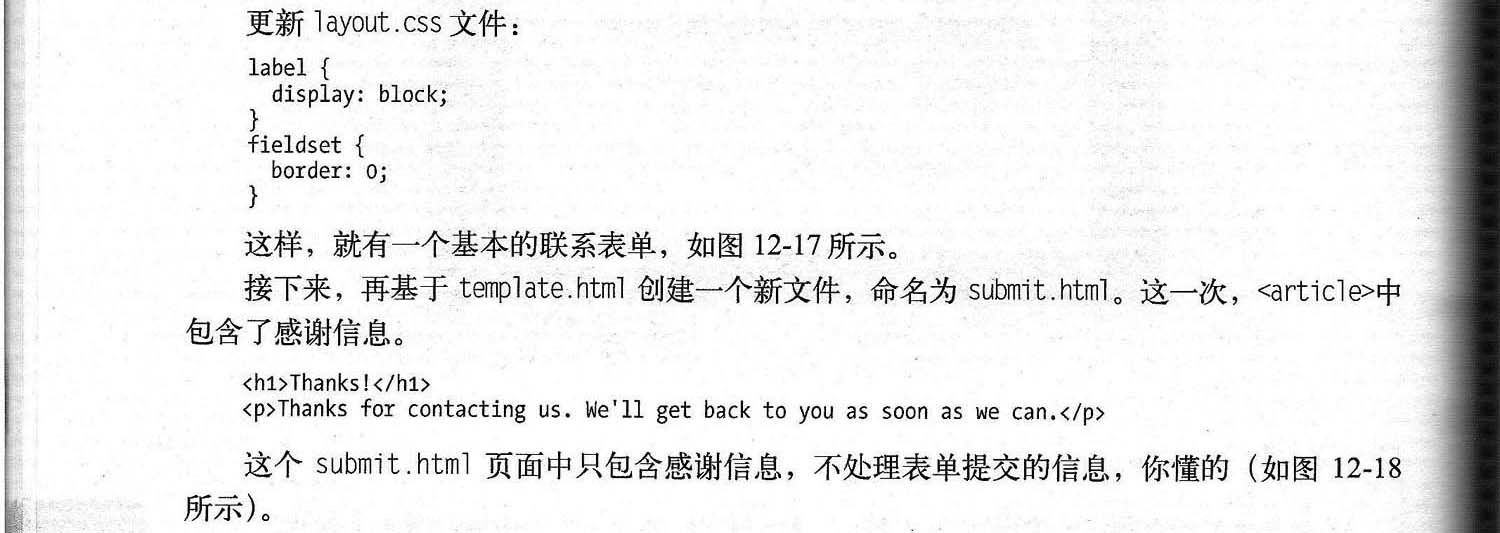 更新 layout.css 文件：
label {
  display: block;
}
fieldset {
  border: 0;
}
这样，就有一个基本的联系表单，如图 12-17 所示。
接下来，再基于 template.html 创建一个新文件，命名为 submit.html。这一次，<article>中
包含了感谢信息。
<h1>Thanks!</h1>
<p>Thanks for contacting us. We'll get back to you as soon as we can.</p>
这个 submit.html 页面中只包含感谢信息，不处理表单提交的信息，你懂的（如图 12-18
所示）。